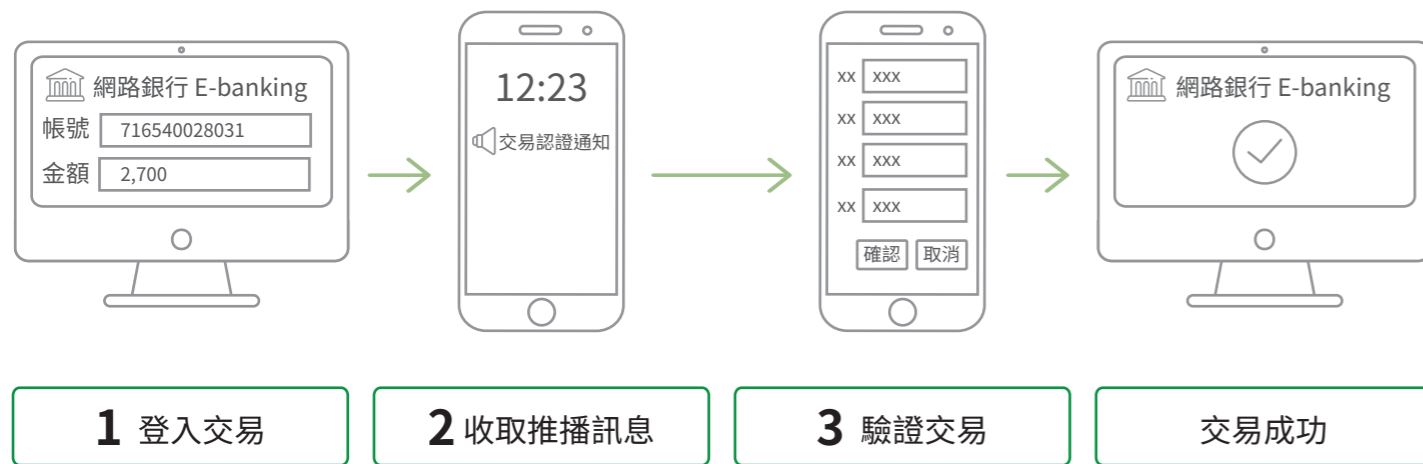 網路銀行 E-banking
帳號 716540028031
金額 2,700
12:23
交易認證通知
xx xxx
xx xxx
xx xxx
xx xxx
確認 取消
網路銀行 E-banking
1 登入交易
2 收取推播訊息
3 驗證交易
交易成功